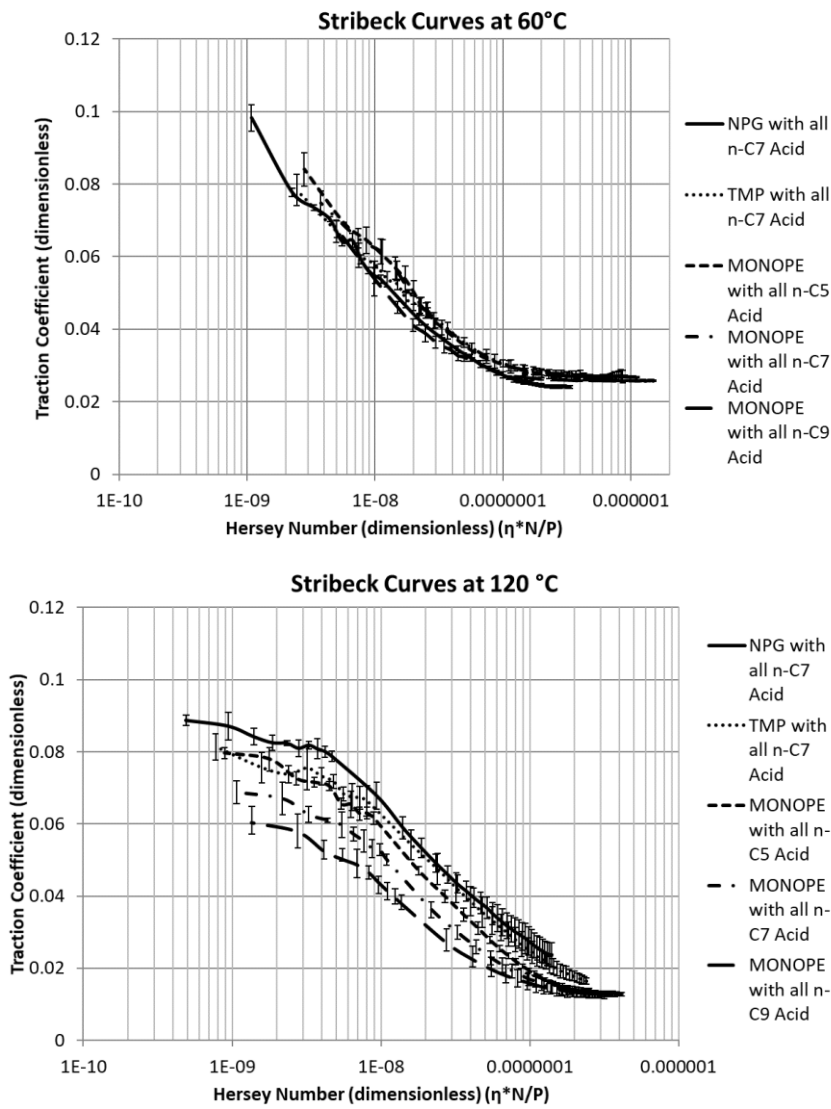 Stribeck Curves at 60°C
0.12
0.1
0.08
0.06
0.04
0.02
0
Traction Coefficient (dimensionless)
1E-10
1E-09
1E-08
0.0000001
0.000001
Hersey Number (dimensionless) (η*N/P)
NPG with all
n-C7 Acid
TMP with all
n-C7 Acid
MONOPE
with all n-C5
Acid
MONOPE
with all n-C7
Acid
MONOPE
with all n-C9
Acid
Stribeck Curves at 120 °C
0.12
0.1
0.08
0.06
0.04
0.02
0
Traction Coefficient (dimensionless)
1E-10
1E-09
1E-08
0.0000001
0.000001
Hersey Number (dimensionless) (η*N/P)
NPG with
all n-C7
Acid
TMP with
all n-C7
Acid
MONOPE
with all n-
C5 Acid
MONOPE
with all n-
C7 Acid
MONOPE
with all n-
C9 Acid